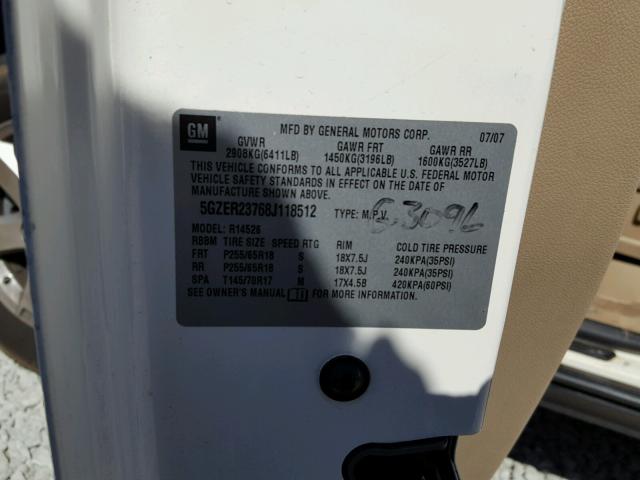 GM
MFD BY GENERAL MOTORS CORP. 07/07
GVWR GAWR FRT GAWR RR
2908KG(6411LB) 1450KG(3196LB) 1600KG(3527LB)
THIS VEHICLE CONFORMS TO ALL APPLICABLE U.S. FEDERAL MOTOR
VEHICLE SAFETY STANDARDS IN EFFECT ON THE DATE OF
MANUFACTURE SHOWN ABOVE.
5GZER23768J118512 TYPE: M.P.V. G3096
MODEL: R14526
RBBM TIRE SIZE SPEED RTG RIM COLD TIRE PRESSURE
FRT P255/65R18 S 18X7.5J 240KPA(35PSI)
RR P255/65R18 S 18X7.5J 240KPA(35PSI)
SPA T145/70R17 M 17X4.5B 420KPA(60PSI)
SEE OWNER'S MANUAL FOR MORE INFORMATION.